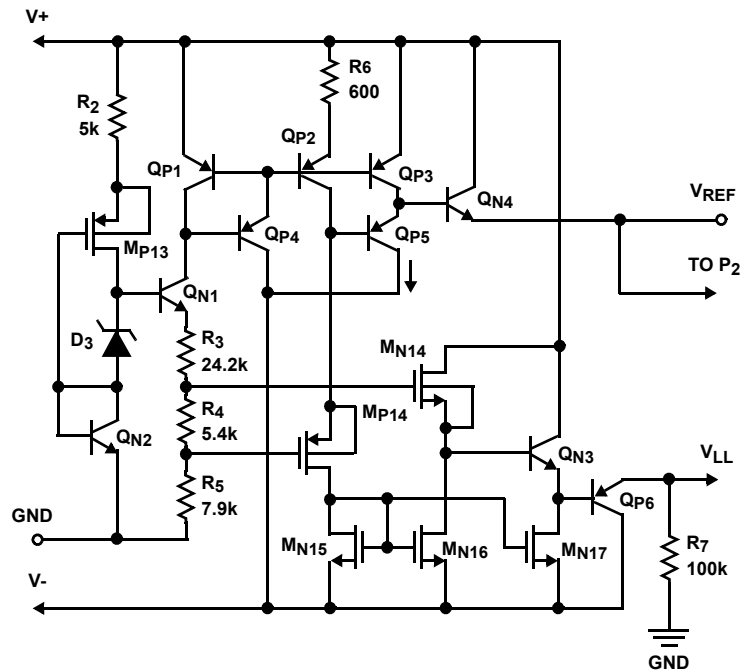 V+
R2
5k
R6
600
QP1
QP2
QP3
QN4
VREF
TO P2
MP13
QP4
QP5
QN1
D3
R3
24.2k
MN14
R4
5.4k
MP14
QN2
QN3
VLL
QP6
R5
7.9k
GND
MN15
MN16
MN17
R7
100k
V-
GND